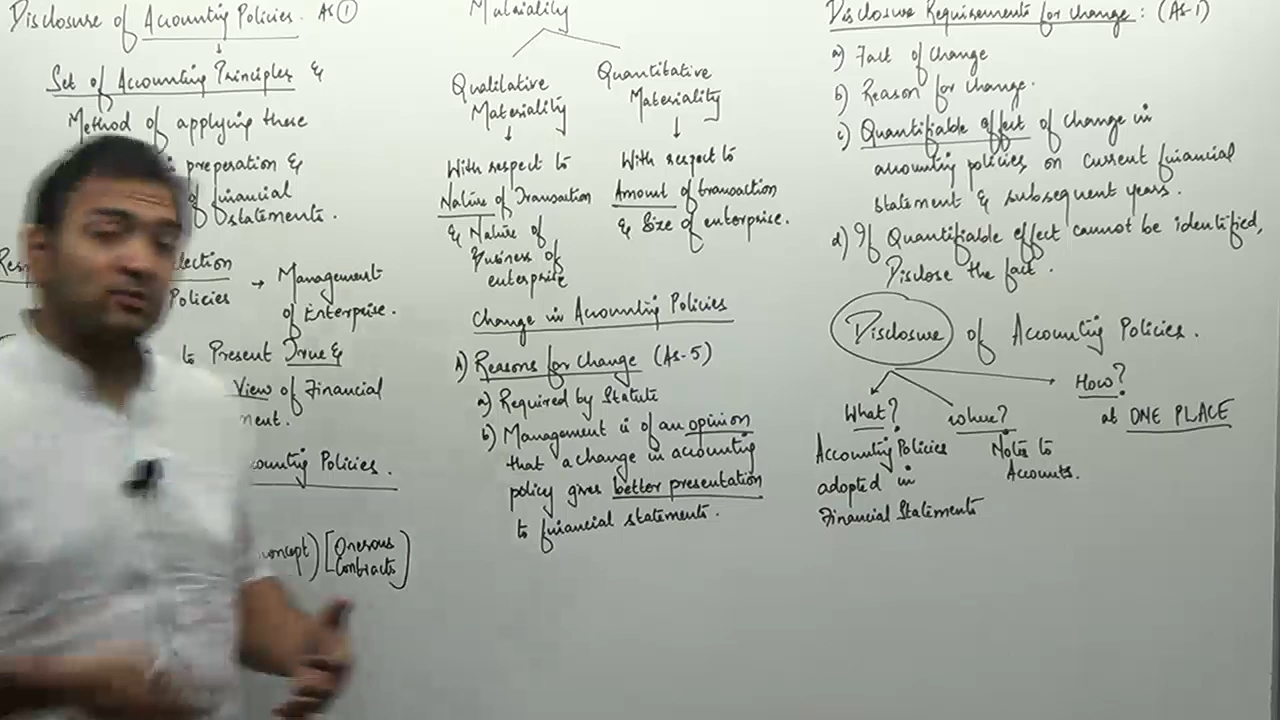 Disclosure of Accounting Policies. AS ①
Set of Accounting Principles &
Method of applying these
preperation &
of financial
statements.
lection → Management
Policies of Enterprise.
to Present True &
View of Financial
ment.
ccounting Policies.
concept) [Onerous
Contracts]
Materiality
Qualitative
Materiality
With respect to
Nature of Transaction
& Nature of
Business of
enterprise
Quantitative
Materiality
With respect to
Amount of transaction
& Size of enterprise.
Change in Accounting Policies
A) Reasons for Change (AS-5)
a) Required by Statute
b) Management is of an opinion
that a change in accounting
policy gives better presentation
to financial statements.
Disclosure Requirements for change: (AS-1)
a) Fact of Change
b) Reason for Change.
c) Quantifiable effect of change in
accounting policies, on current financial
statement & subsequent years.
d) If Quantifiable effect cannot be identified,
Disclose the fact.
Disclosure of Accounting Policies.
What?
Accounting Policies
adopted in
Financial Statements
where?
Notes to
Accounts.
How?
at ONE PLACE